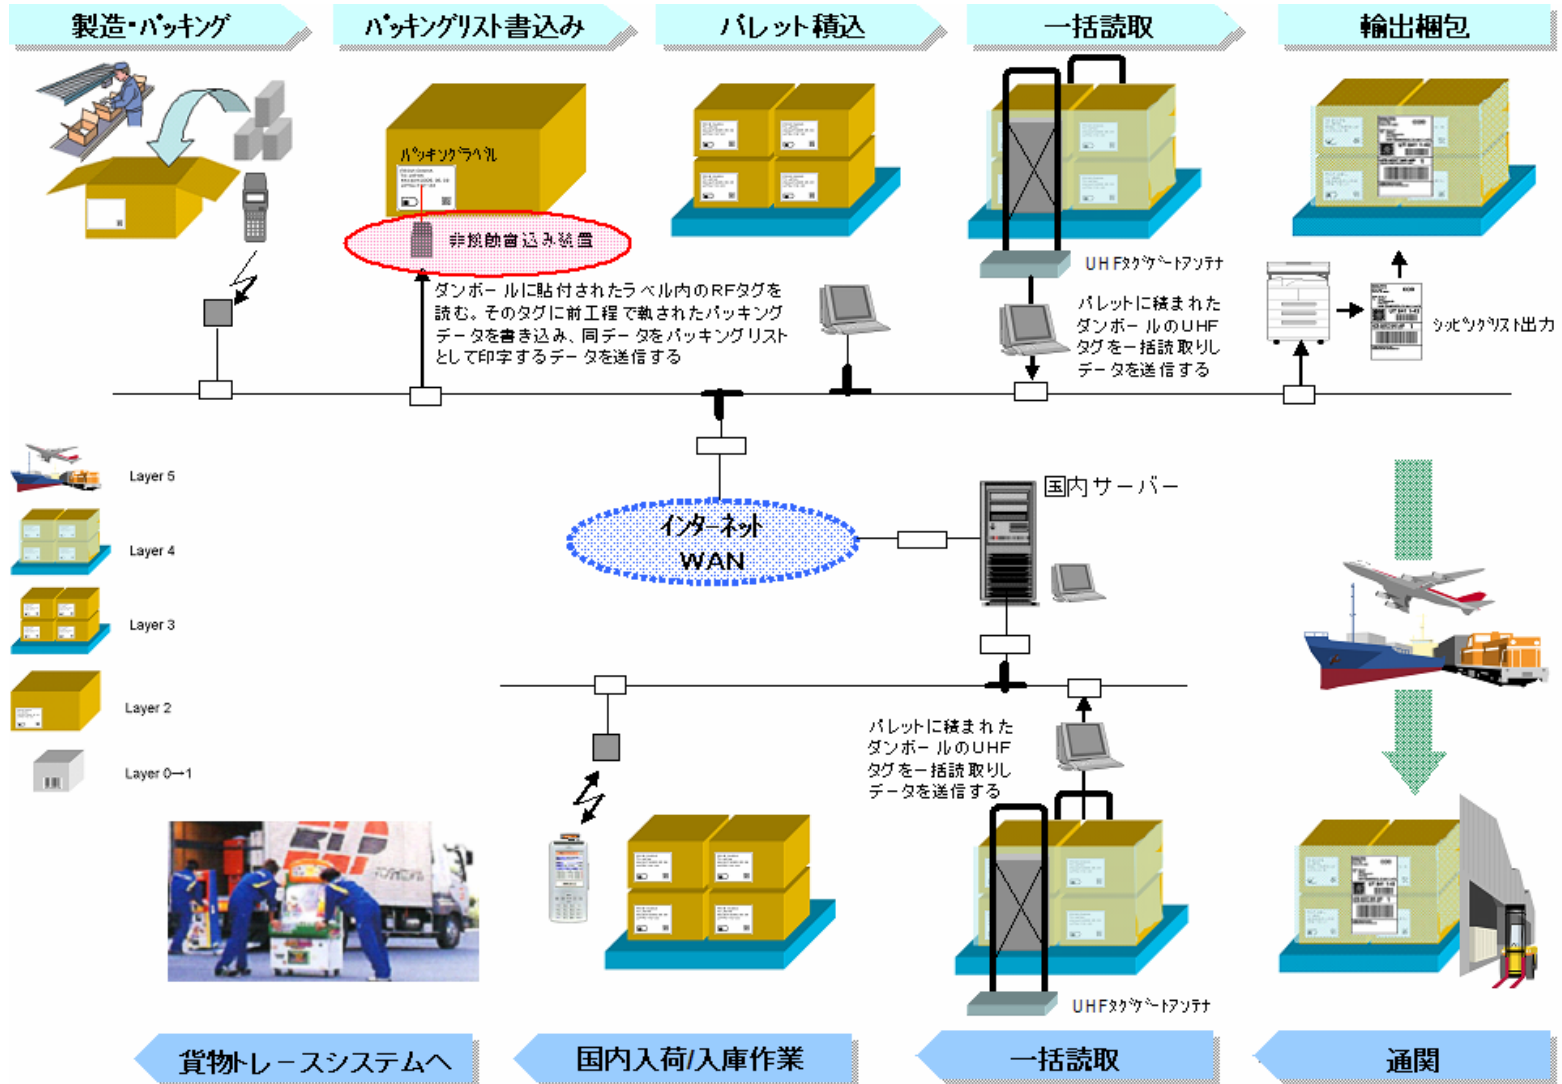 製造・パッキング
パッキングリスト書込み
パレット積込
一括読取
輸出梱包
パッキングラベル
非接触書込み装置
ダンボールに貼付されたラベル内のRFタグを
読む。そのタグに前工程で執されたパッキング
データを書き込み、同データをパッキングリスト
として印字するデータを送信する
UHFタグゲートアンテナ
パレットに積まれた
ダンボールのUHF
タグを一括読取りし
データを送信する
シッピングリスト出力
Layer 5
Layer 4
Layer 3
Layer 2
Layer 0→1
インターネット
WAN
国内サーバー
パレットに積まれた
ダンボールのUHF
タグを一括読取りし
データを送信する
UHFタグゲートアンテナ
貨物トレースシステムへ
国内入荷/入庫作業
一括読取
通関